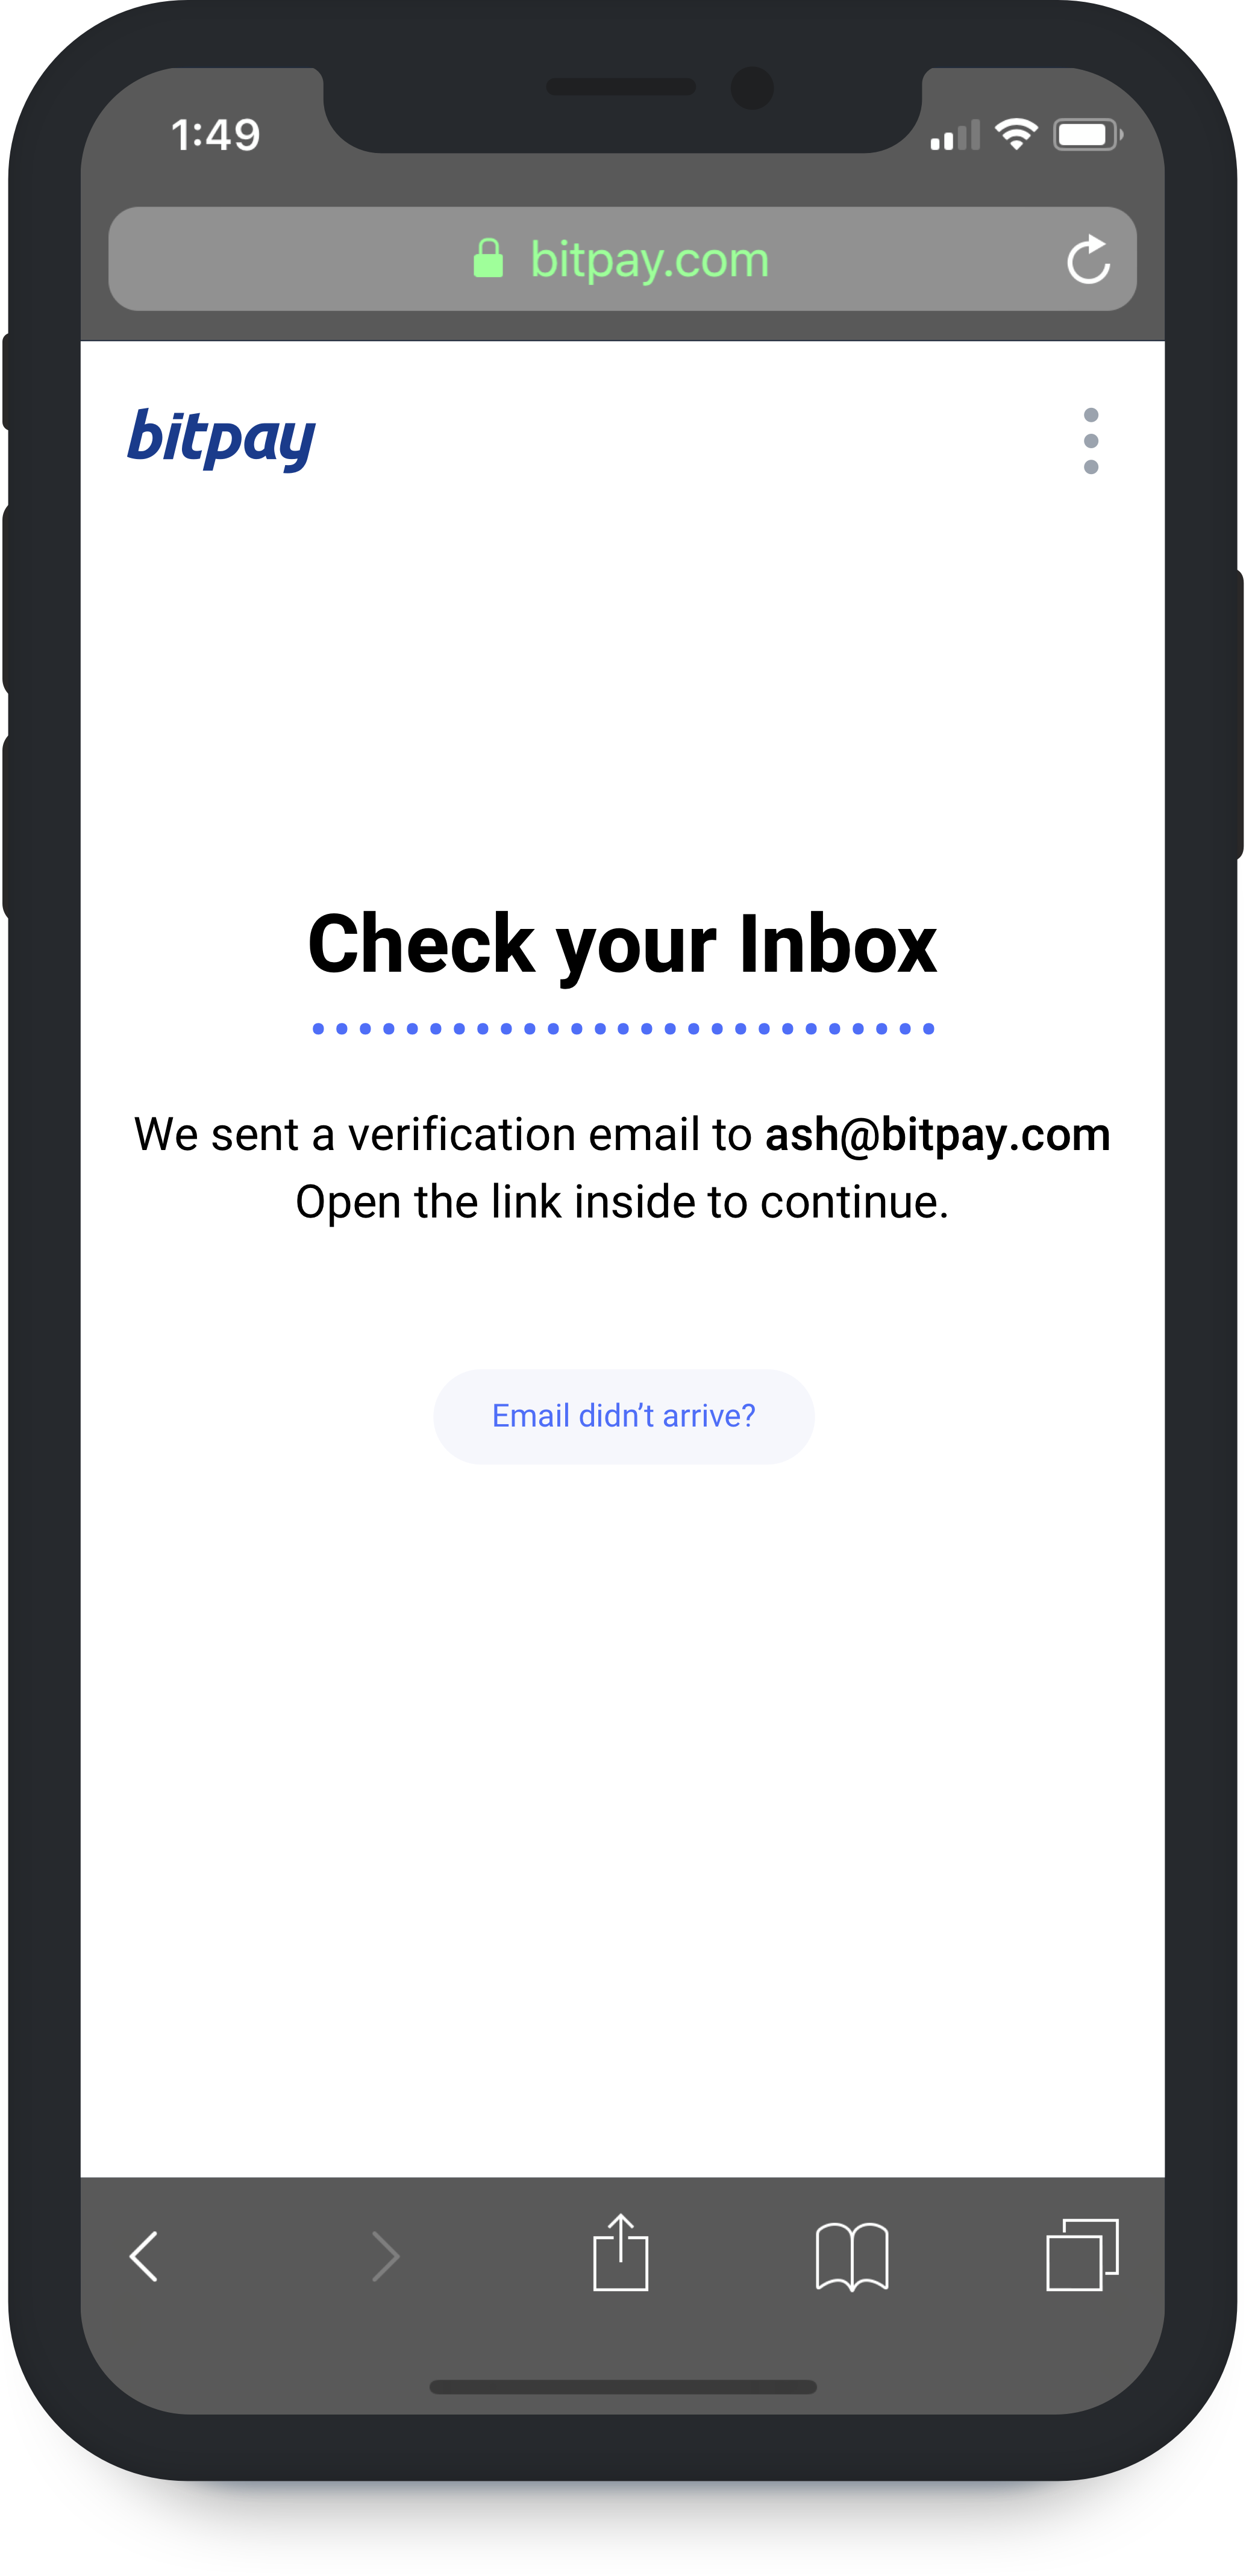 1:49
bitpay.com
bitpay
Check your Inbox
We sent a verification email to ash@bitpay.com
Open the link inside to continue.
Email didn’t arrive?